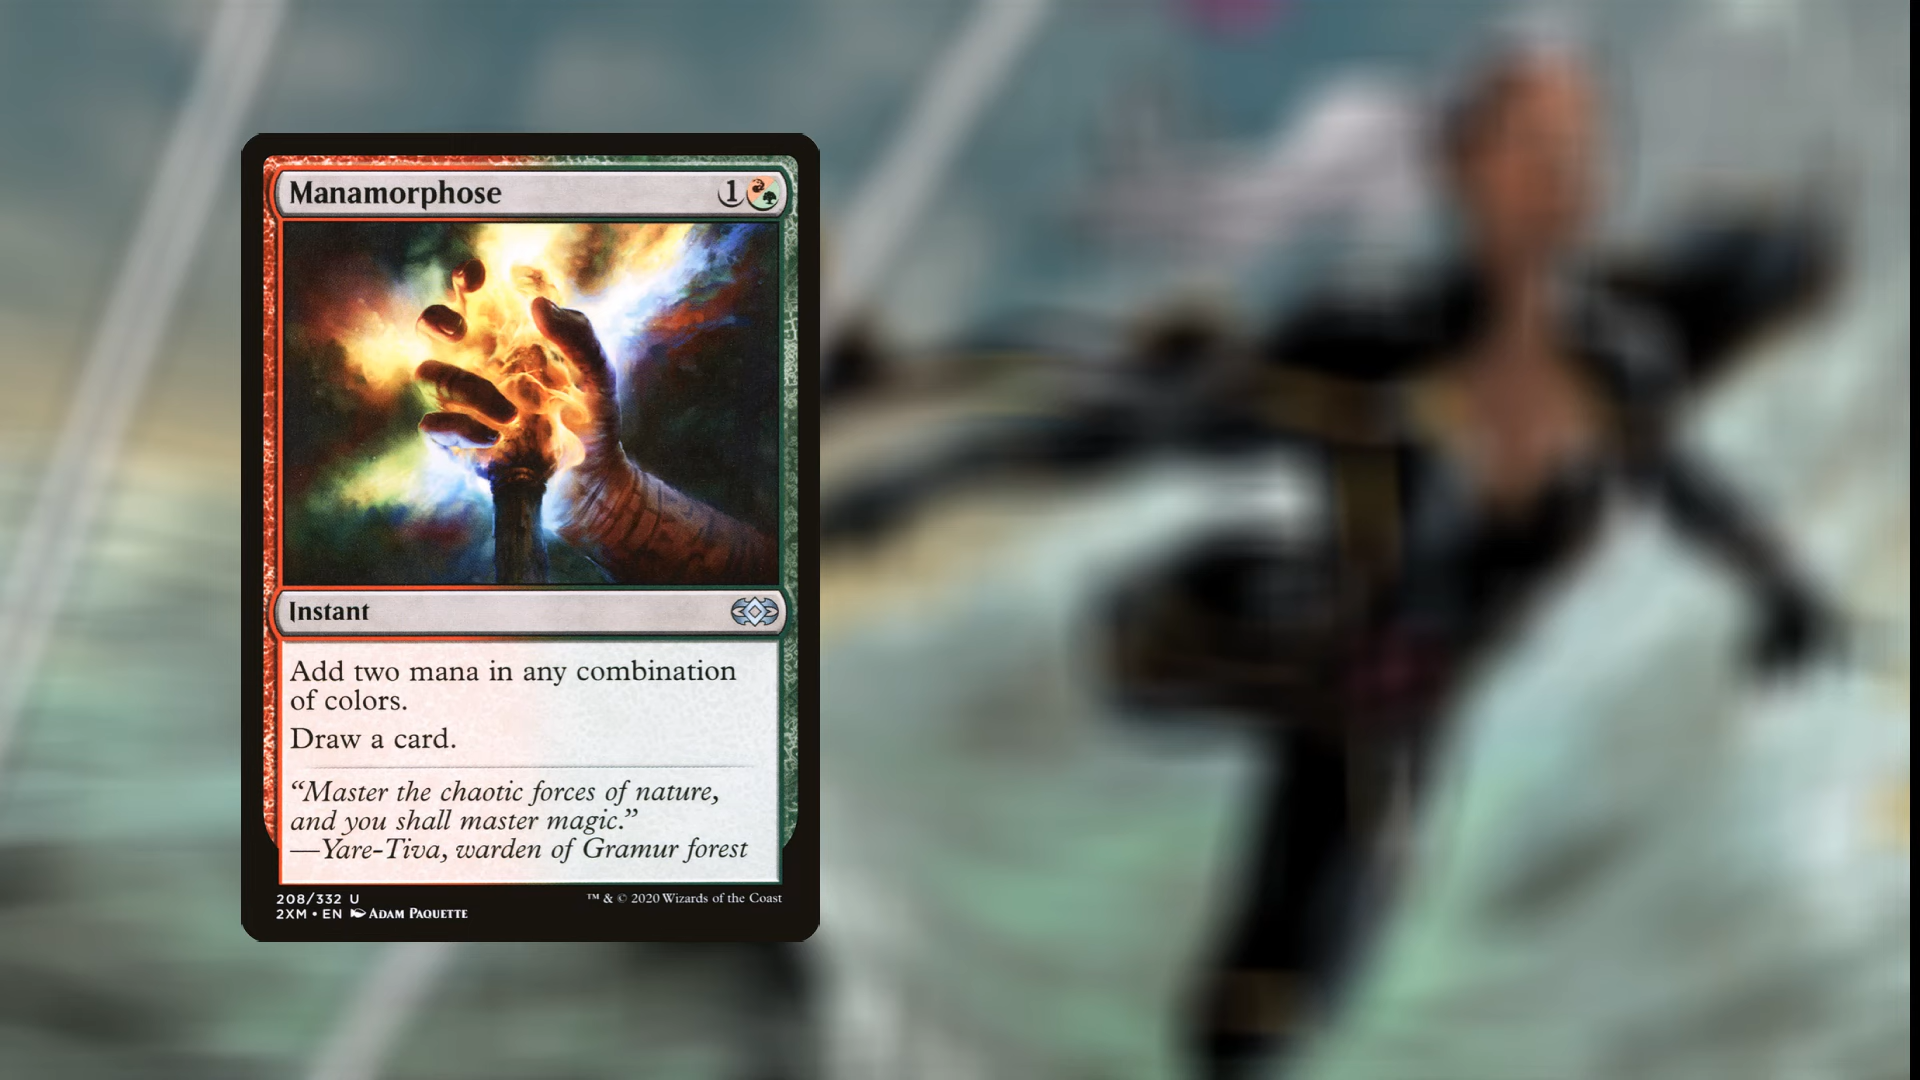 Manamorphose 1
Instant
Add two mana in any combination
of colors.
Draw a card.
“Master the chaotic forces of nature,
and you shall master magic.”
—Yare-Tiva, warden of Gramur forest
208/332 U
™ & © 2020 Wizards of the Coast
2XM • EN ADAM PAQUETTE